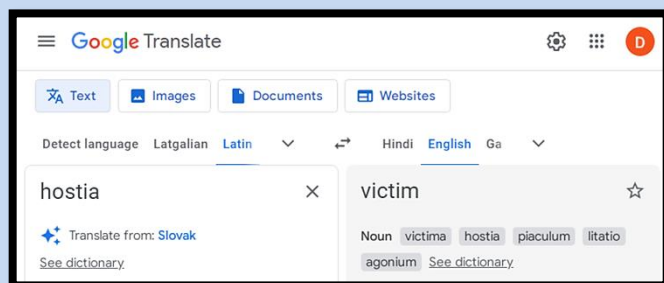 Google Translate
D
Text Images Documents Websites
Detect language Latgalian Latin Hindi English Ga
hostia
Translate from: Slovak
See dictionary
victim
Noun victima hostia piaculum litatio
agonium See dictionary